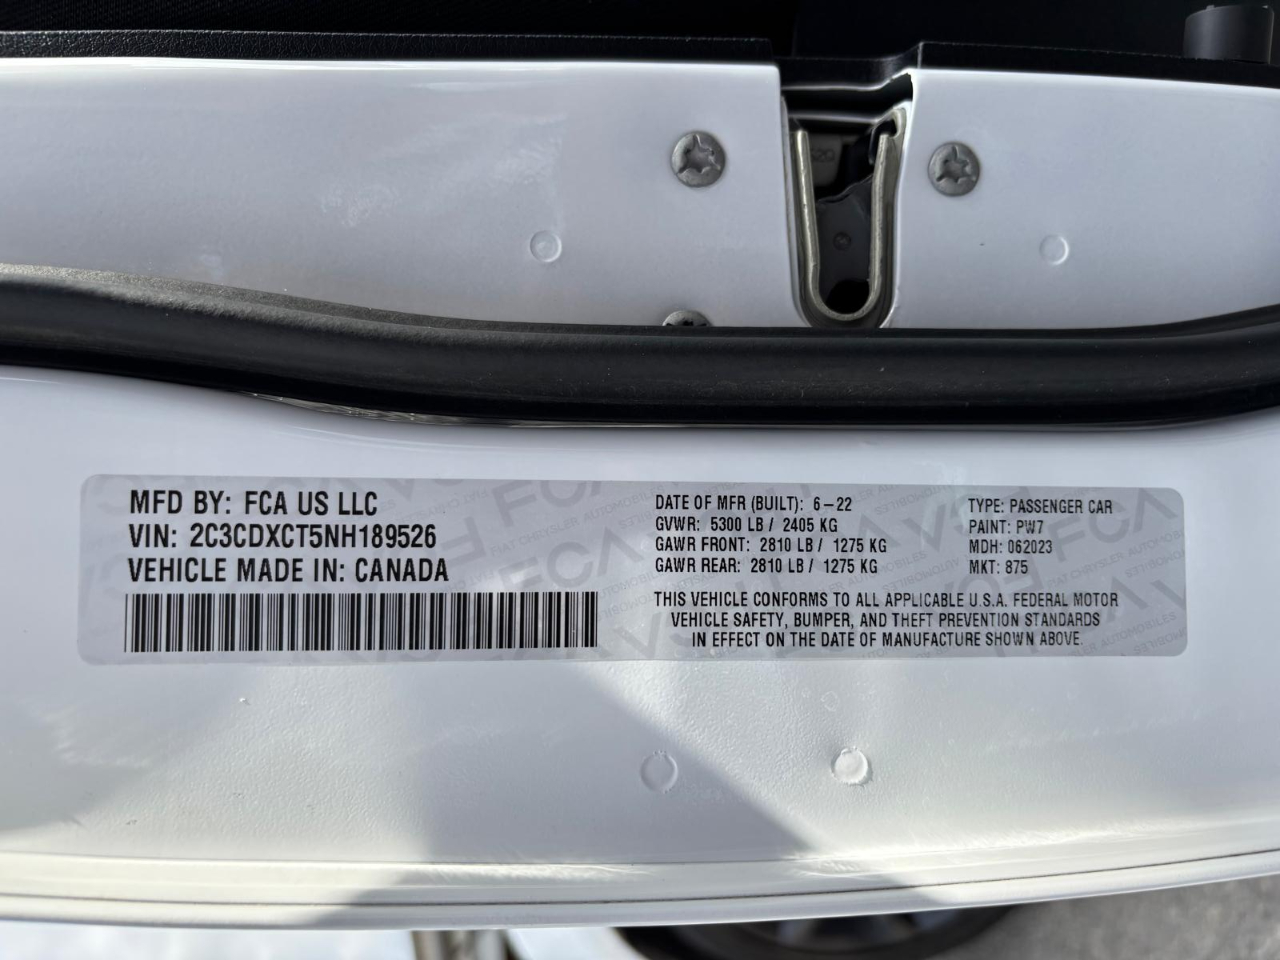 MFD BY: FCA US LLC
VIN: 2C3CDXCT5NH189526
VEHICLE MADE IN: CANADA
DATE OF MFR (BUILT): 6-22
GVWR: 5300 LB / 2405 KG
GAWR FRONT: 2810 LB / 1275 KG
GAWR REAR: 2810 LB / 1275 KG
TYPE: PASSENGER CAR
PAINT: PW7
MDH: 062023
MKT: 875
THIS VEHICLE CONFORMS TO ALL APPLICABLE U.S.A. FEDERAL MOTOR
VEHICLE SAFETY, BUMPER, AND THEFT PREVENTION STANDARDS
IN EFFECT ON THE DATE OF MANUFACTURE SHOWN ABOVE.